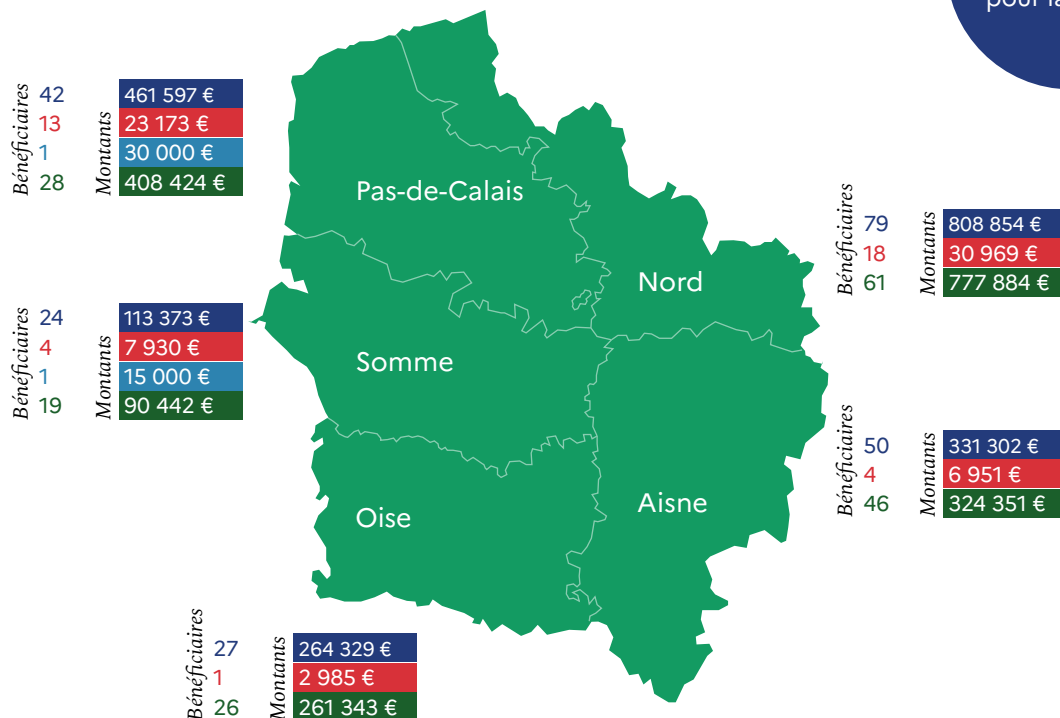 pour la
Bénéficiaires
42
13
1
28
Montants
461 597 €
23 173 €
30 000 €
408 424 €
Pas-de-Calais
Bénéficiaires
79
18
61
Montants
808 854 €
30 969 €
777 884 €
Nord
Bénéficiaires
24
4
1
19
Montants
113 373 €
7 930 €
15 000 €
90 442 €
Somme
Bénéficiaires
50
4
46
Montants
331 302 €
6 951 €
324 351 €
Oise
Aisne
Bénéficiaires
27
1
26
Montants
264 329 €
2 985 €
261 343 €